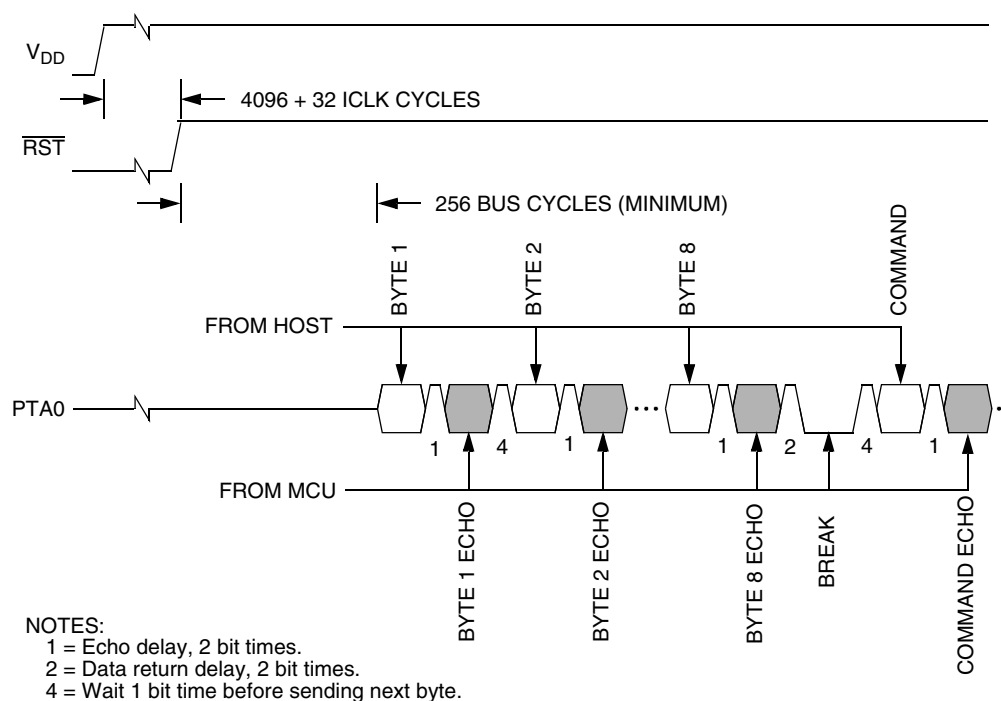 VDD
4096 + 32 ICLK CYCLES
RST
256 BUS CYCLES (MINIMUM)
BYTE 1
BYTE 2
BYTE 8
COMMAND
FROM HOST
PTA0
1
4
1
1
2
4
1
FROM MCU
BYTE 1 ECHO
BYTE 2 ECHO
BYTE 8 ECHO
BREAK
COMMAND ECHO
NOTES:
1 = Echo delay, 2 bit times.
2 = Data return delay, 2 bit times.
4 = Wait 1 bit time before sending next byte.